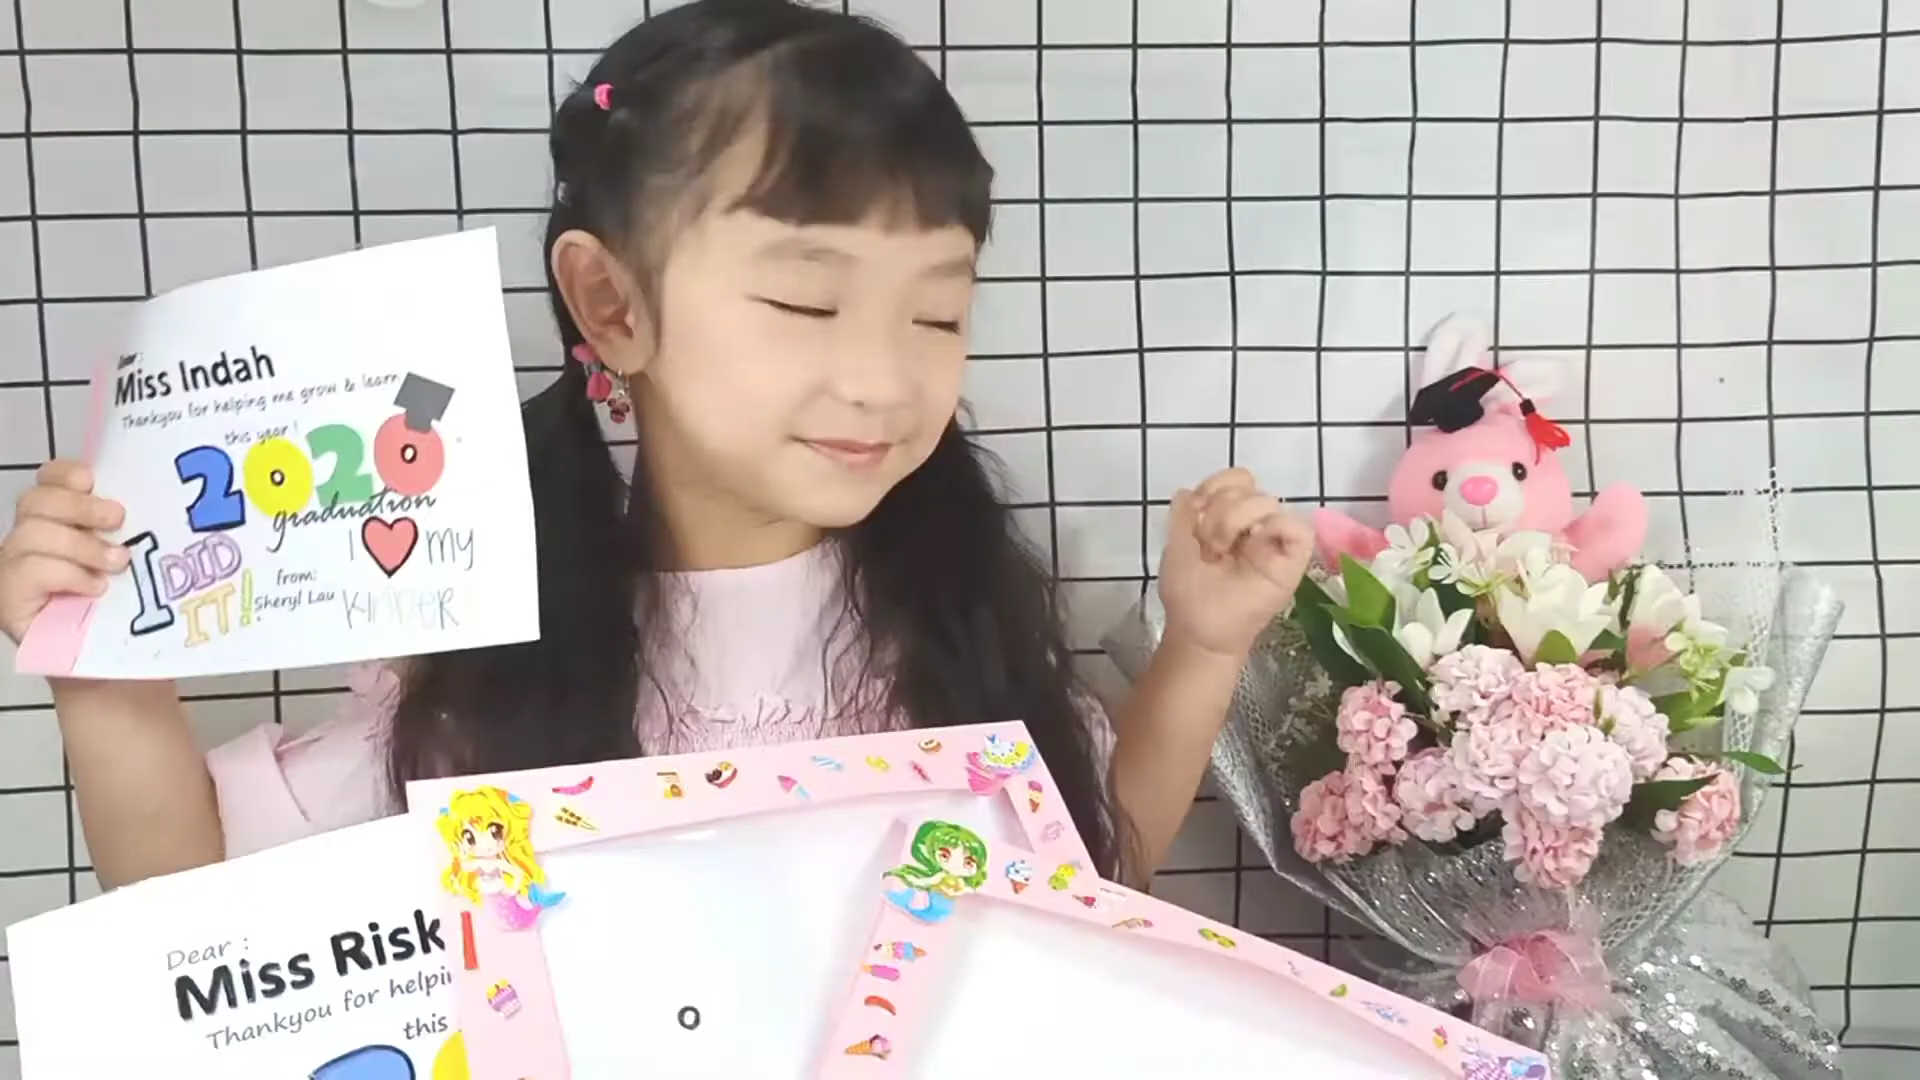 Dear :
Miss Indah
Thankyou for helping me grow & learn
this year !
2020
graduation
I DID IT!
I ❤ my
KINDER
from:
Sheryl Lau
Dear :
Miss Risk
Thankyou for helpi
this